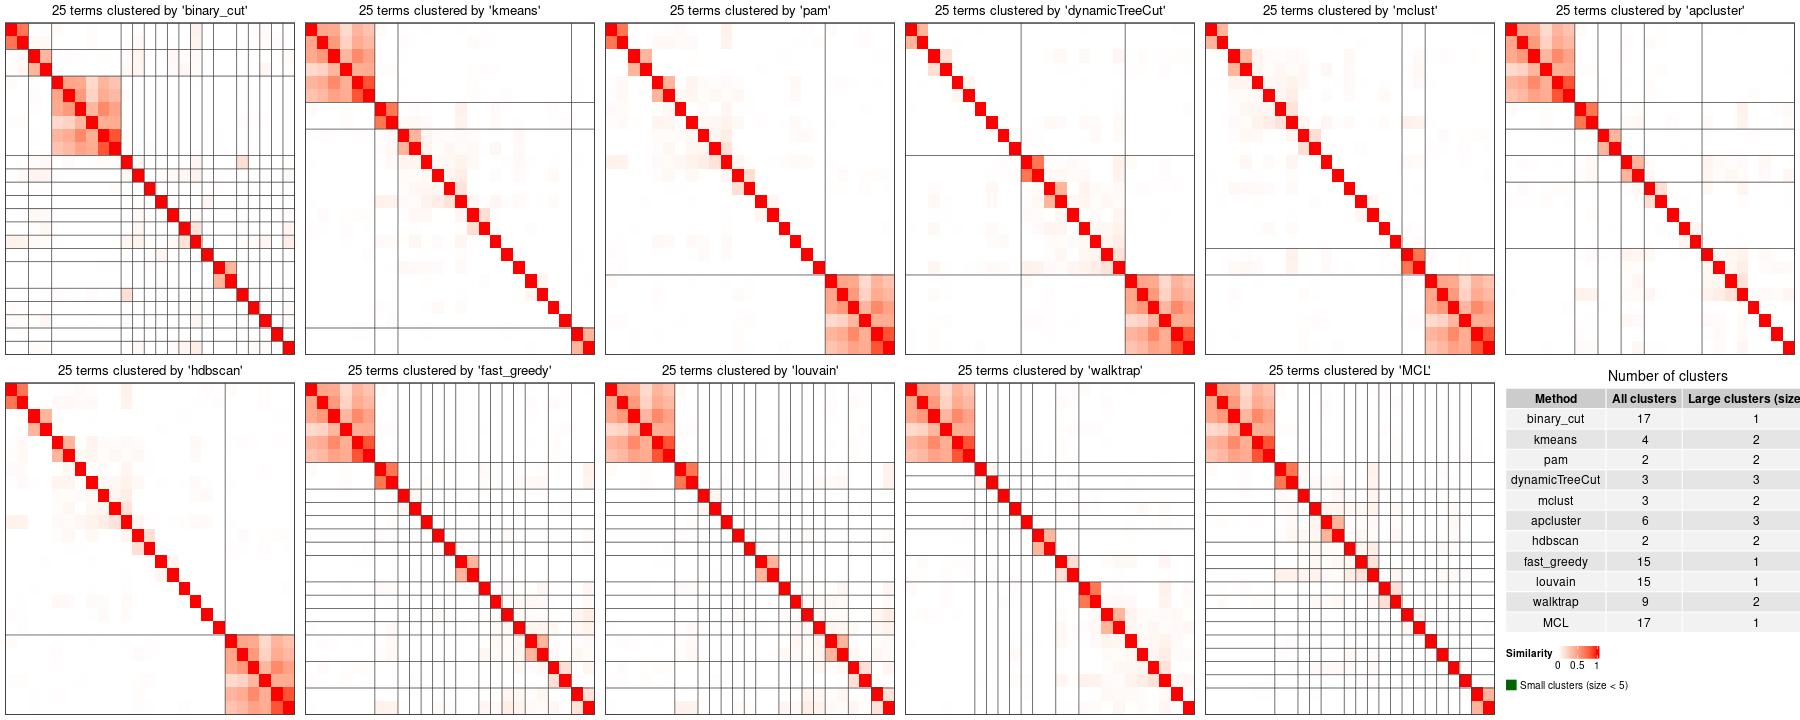 25 terms clustered by 'binary_cut'
25 terms clustered by 'kmeans'
25 terms clustered by 'pam'
25 terms clustered by 'dynamicTreeCut'
25 terms clustered by 'mclust'
25 terms clustered by 'apcluster'
25 terms clustered by 'hdbscan'
25 terms clustered by 'fast_greedy'
25 terms clustered by 'louvain'
25 terms clustered by 'walktrap'
25 terms clustered by 'MCL'
Number of clusters
Method All clusters Large clusters (size
binary_cut 17 1
kmeans 4 2
pam 2 2
dynamicTreeCut 3 3
mclust 3 2
apcluster 6 3
hdbscan 2 2
fast_greedy 15 1
louvain 15 1
walktrap 9 2
MCL 17 1
Similarity
0 0.5 1
Small clusters (size < 5)